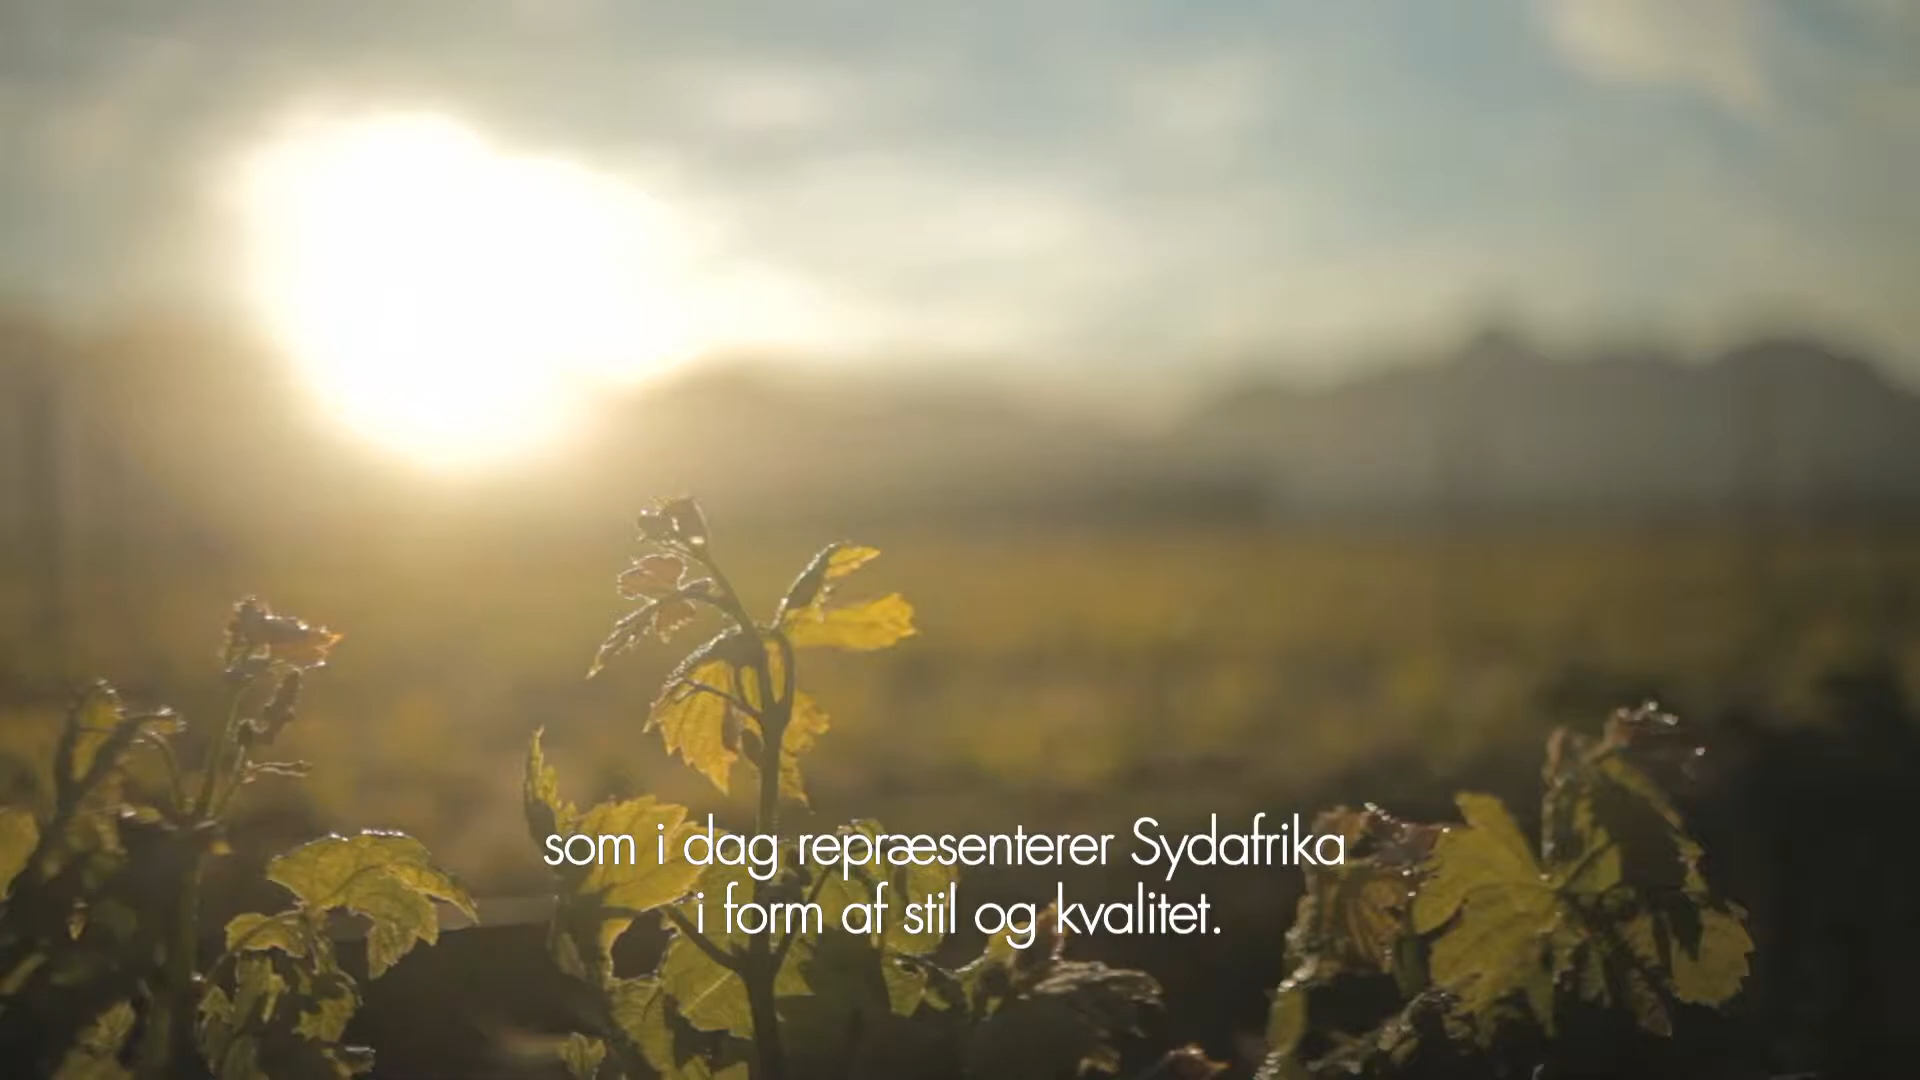 som i dag repræsenterer Sydafrika
i form af stil og kvalitet.